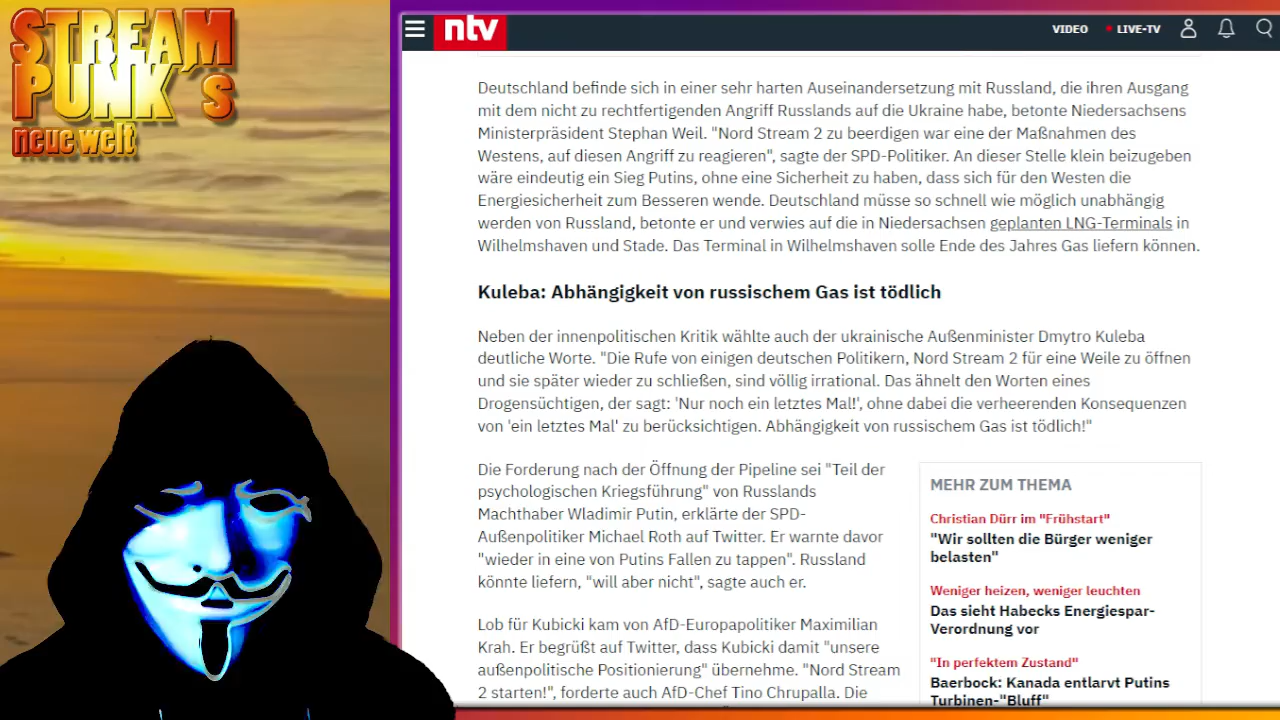 STREAM
PUNK´s
neue welt
ntv
VIDEO
LIVE-TV
Deutschland befinde sich in einer sehr harten Auseinandersetzung mit Russland, die ihren Ausgang
mit dem nicht zu rechtfertigenden Angriff Russlands auf die Ukraine habe, betonte Niedersachsens
Ministerpräsident Stephan Weil. "Nord Stream 2 zu beerdigen war eine der Maßnahmen des
Westens, auf diesen Angriff zu reagieren", sagte der SPD-Politiker. An dieser Stelle klein beizugeben
wäre eindeutig ein Sieg Putins, ohne eine Sicherheit zu haben, dass sich für den Westen die
Energiesicherheit zum Besseren wende. Deutschland müsse so schnell wie möglich unabhängig
werden von Russland, betonte er und verwies auf die in Niedersachsen geplanten LNG-Terminals in
Wilhelmshaven und Stade. Das Terminal in Wilhelmshaven solle Ende des Jahres Gas liefern können.
Kuleba: Abhängigkeit von russischem Gas ist tödlich
Neben der innenpolitischen Kritik wählte auch der ukrainische Außenminister Dmytro Kuleba
deutliche Worte. "Die Rufe von einigen deutschen Politikern, Nord Stream 2 für eine Weile zu öffnen
und sie später wieder zu schließen, sind völlig irrational. Das ähnelt den Worten eines
Drogensüchtigen, der sagt: 'Nur noch ein letztes Mal!', ohne dabei die verheerenden Konsequenzen
von 'ein letztes Mal' zu berücksichtigen. Abhängigkeit von russischem Gas ist tödlich!"
Die Forderung nach der Öffnung der Pipeline sei "Teil der
psychologischen Kriegsführung" von Russlands
Machthaber Wladimir Putin, erklärte der SPD-
Außenpolitiker Michael Roth auf Twitter. Er warnte davor
"wieder in eine von Putins Fallen zu tappen". Russland
könnte liefern, "will aber nicht", sagte auch er.
Lob für Kubicki kam von AfD-Europapolitiker Maximilian
Krah. Er begrüßt auf Twitter, dass Kubicki damit "unsere
außenpolitische Positionierung" übernehme. "Nord Stream
2 starten!", forderte auch AfD-Chef Tino Chrupalla. Die
MEHR ZUM THEMA
Christian Dürr im "Frühstart"
"Wir sollten die Bürger weniger
belasten"
Weniger heizen, weniger leuchten
Das sieht Habecks Energiespar-
Verordnung vor
"In perfektem Zustand"
Baerbock: Kanada entlarvt Putins
Turbinen-"Bluff"